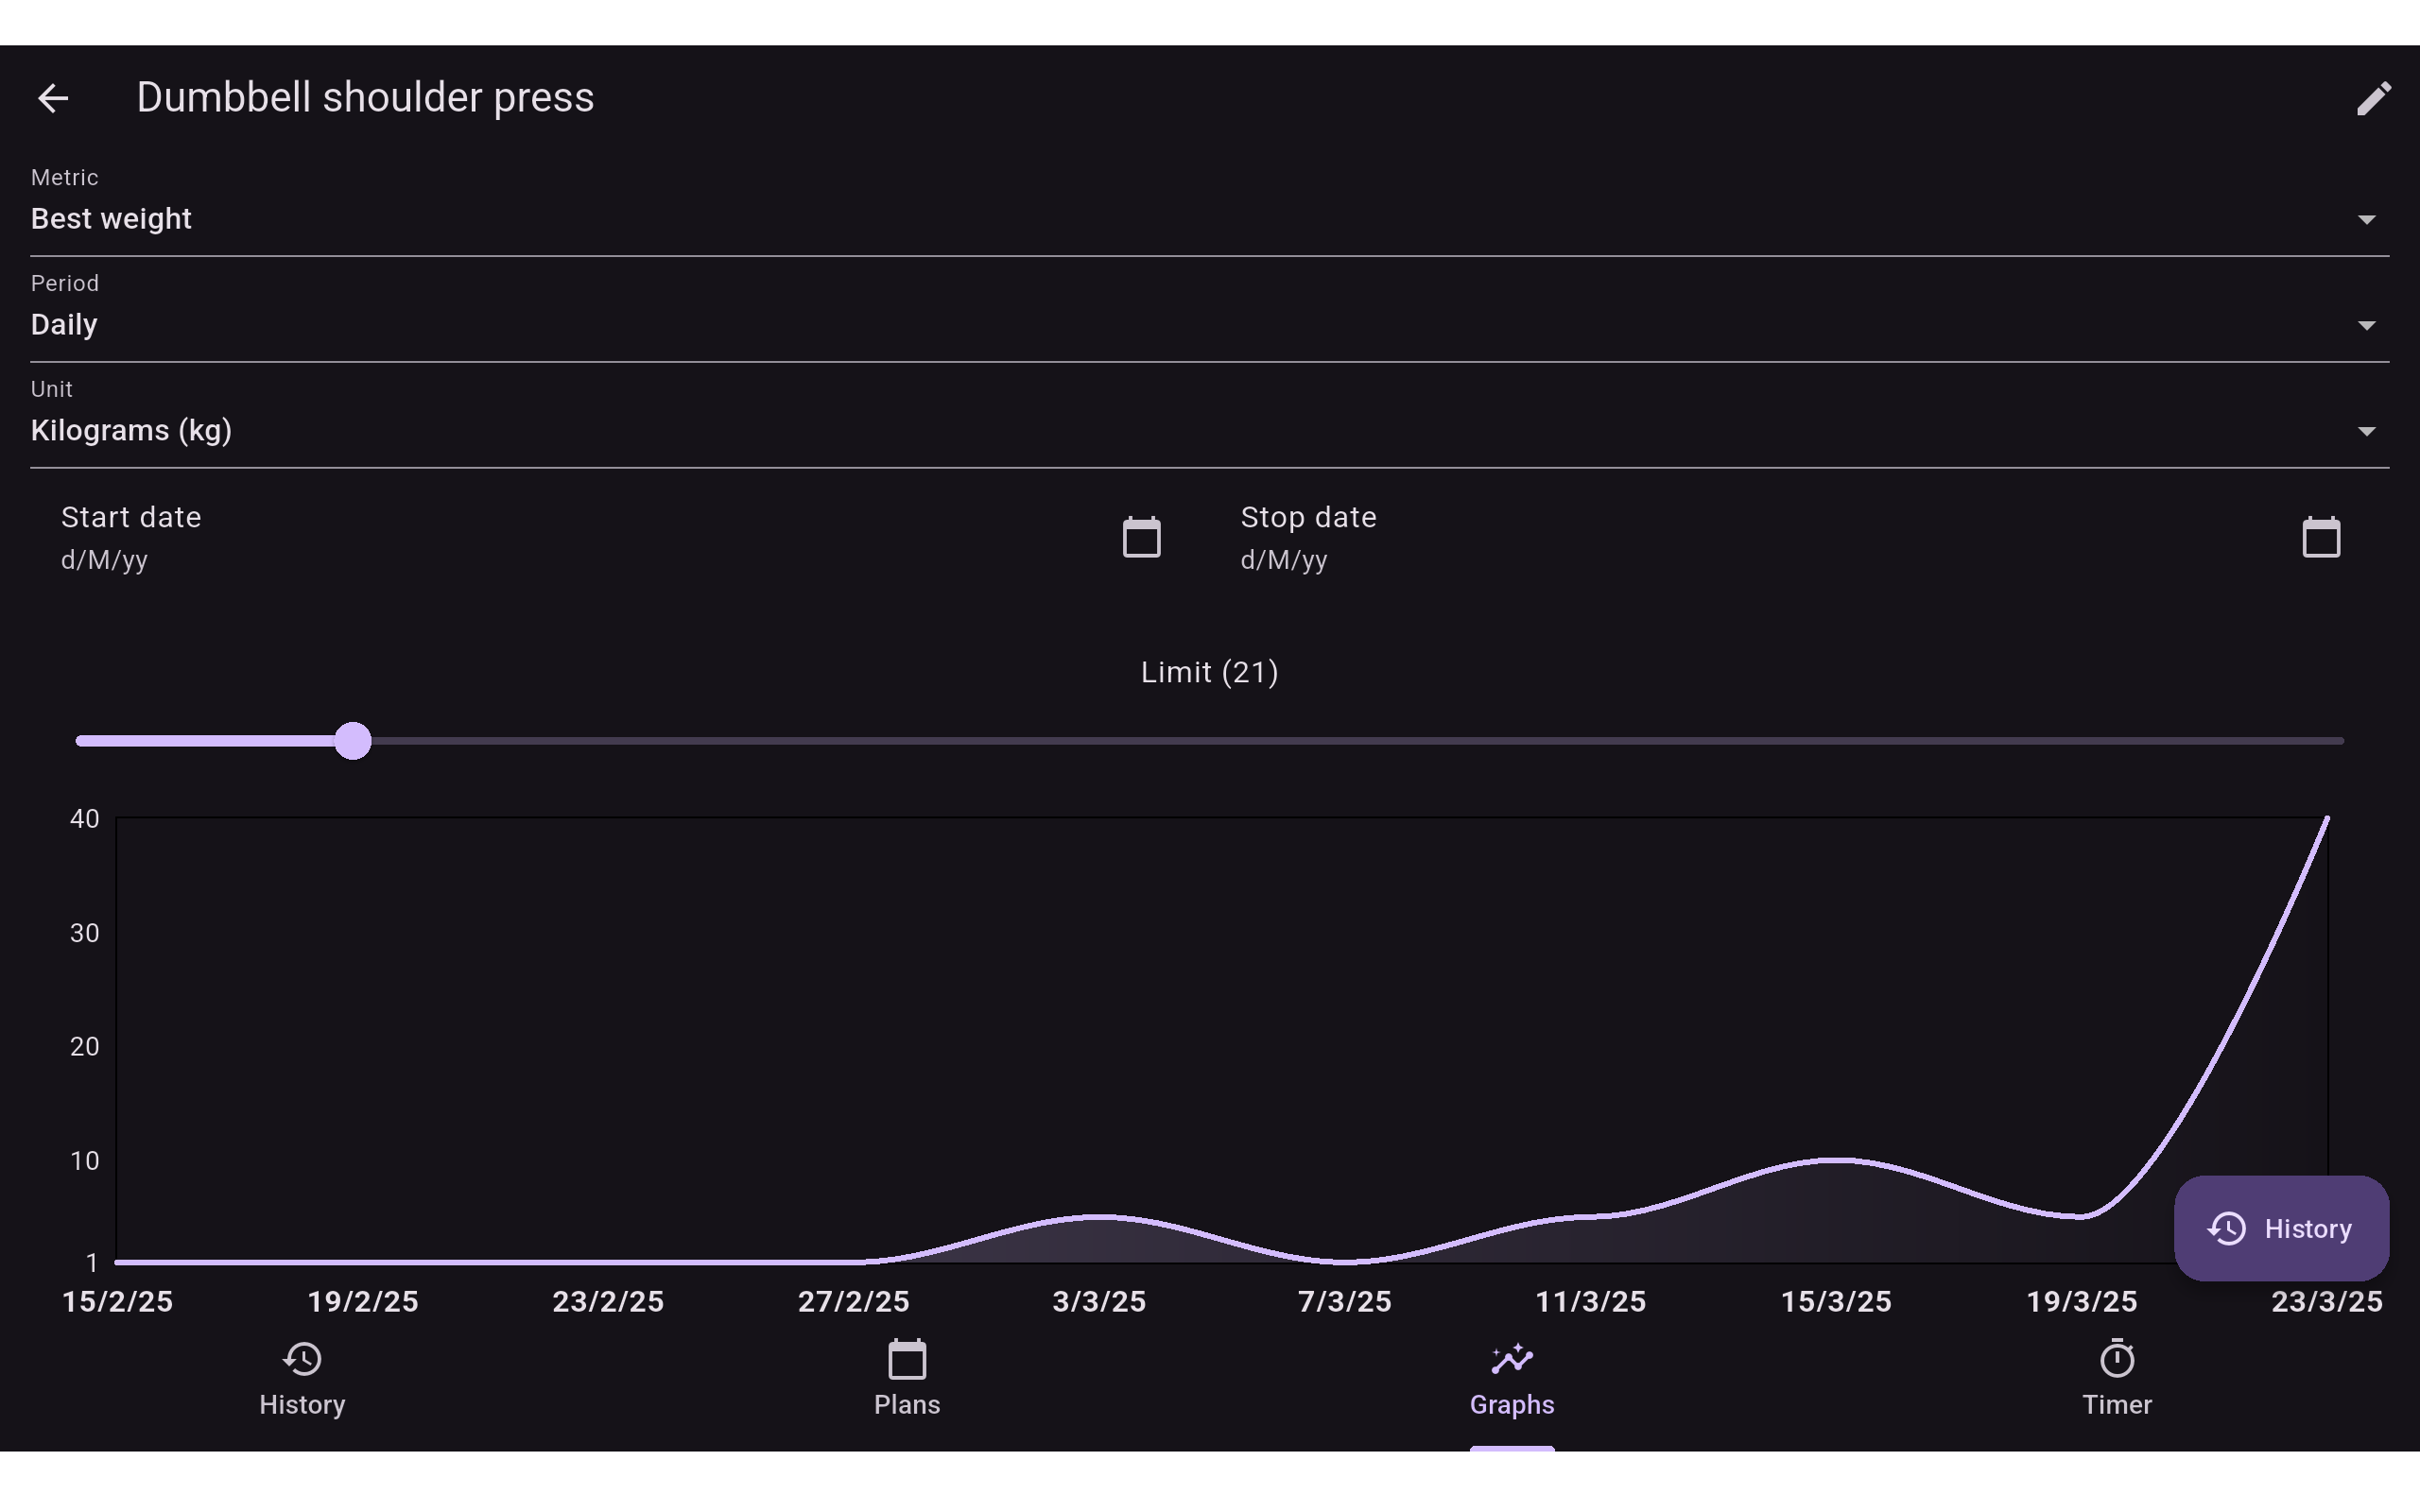 Dumbbell shoulder press
Metric
Best weight
Period
Daily
Unit
Kilograms (kg)
Start date
d/M/yy
Stop date
d/M/yy
Limit (21)
40
30
20
10
1
15/2/25 19/2/25 23/2/25 27/2/25 3/3/25 7/3/25 11/3/25 15/3/25 19/3/25 23/3/25
History
History Plans Graphs Timer